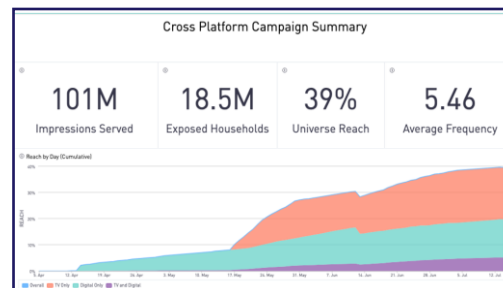 Cross Platform Campaign Summary
101M
Impressions Served
18.5M
Exposed Households
39%
Universe Reach
5.46
Average Frequency
Reach by Day (Cumulative)
40%
30%
20%
10%
0%
REACH
5. Apr 12. Apr 19. Apr 26. Apr 3. May 10. May 17. May 24. May 31. May 7. Jun 14. Jun 21. Jun 28. Jun 5. Jul 12. Jul
Overall TV Only Digital Only TV and Digital